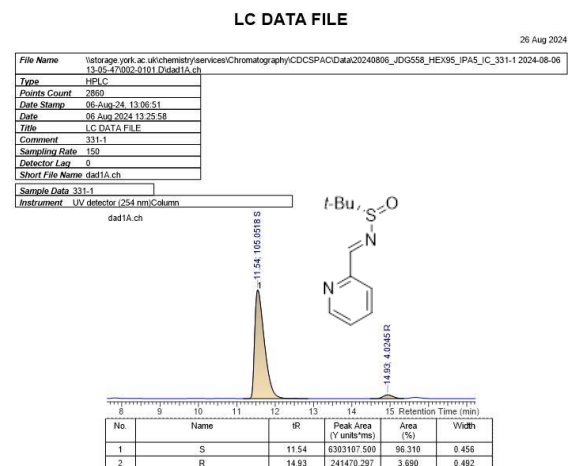 LC DATA FILE
26 Aug 2024
File Name \\storage.york.ac.uk\chemistry\services\Chromatography\CDCSPAC\Data\20240806_JDG558_HEX95_IPA5_IC_331-1 2024-08-06
13-05-47\002-0101.D\dad1A.ch
Type HPLC
Points Count 2860
Date Stamp 06-Aug-24, 13:06:51
Date 06 Aug 2024 13:25:58
Title LC DATA FILE
Comment 331-1
Sampling Rate 150
Detector Lag 0
Short File Name dad1A.ch
Sample Data 331-1
Instrument UV detector (254 nm)Column
dad1A.ch
11.54; 105.0518 S
14.93; 4.0245 R
t-Bu S O
N
N
8 9 10 11 12 13 14 15 Retention Time (min)
No. Name tR Peak Area (Y units*ms) Area (%) Width
1 S 11.54 6303107.500 96.310 0.456
2 R 14.93 241470.297 3.690 0.492